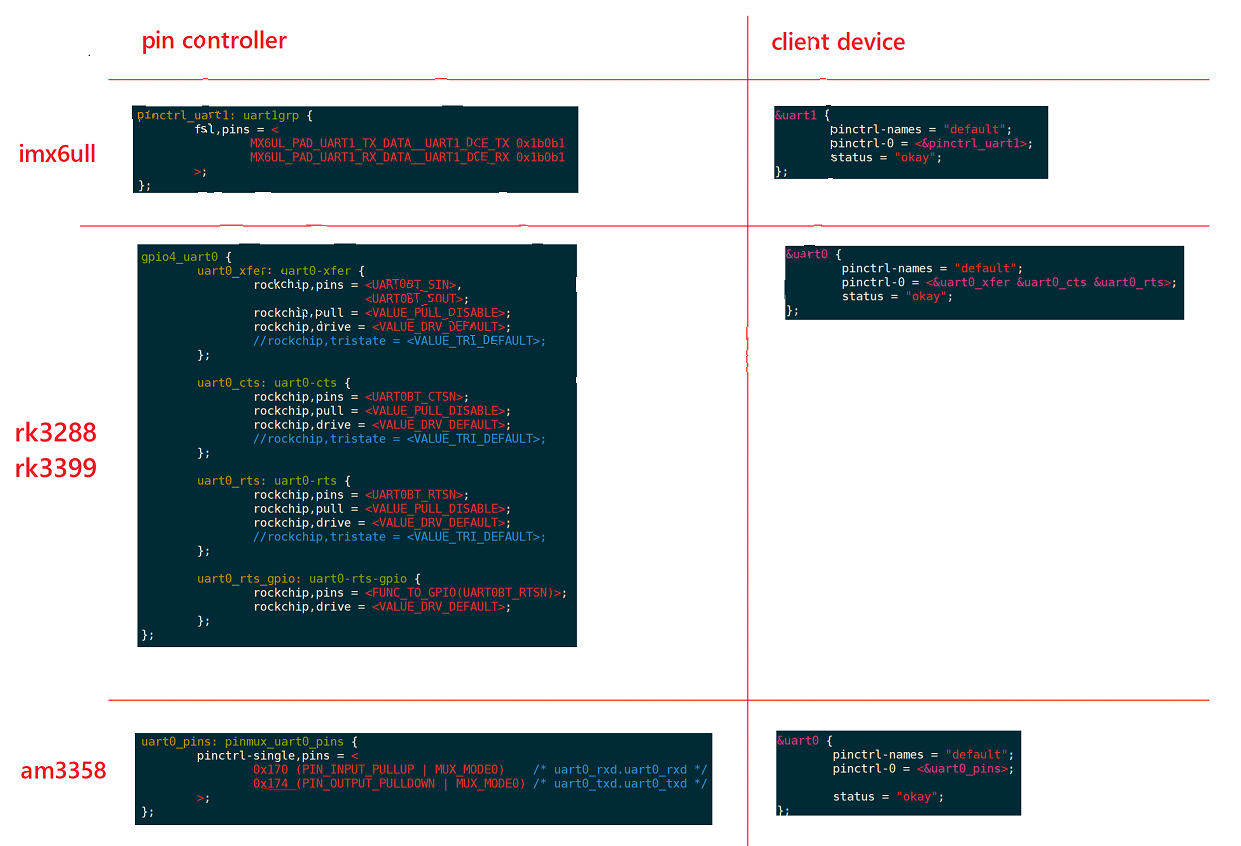 pin controller
client device
imx6ull
pinctrl_uart1: uart1grp {
fsl,pins = <
MX6UL_PAD_UART1_TX_DATA__UART1_DCE_TX 0x1b0b1
MX6UL_PAD_UART1_RX_DATA__UART1_DCE_RX 0x1b0b1
>;
};
&uart1 {
pinctrl-names = "default";
pinctrl-0 = <&pinctrl_uart1>;
status = "okay";
};
rk3288
rk3399
gpio4_uart0 {
uart0_xfer: uart0-xfer {
rockchip,pins = <UART0BT_SIN>,
<UART0BT_SOUT>;
rockchip,pull = <VALUE_PULL_DISABLE>;
rockchip,drive = <VALUE_DRV_DEFAULT>;
//rockchip,tristate = <VALUE_TRI_DEFAULT>;
};
uart0_cts: uart0-cts {
rockchip,pins = <UART0BT_CTSN>;
rockchip,pull = <VALUE_PULL_DISABLE>;
rockchip,drive = <VALUE_DRV_DEFAULT>;
//rockchip,tristate = <VALUE_TRI_DEFAULT>;
};
uart0_rts: uart0-rts {
rockchip,pins = <UART0BT_RTSN>;
rockchip,pull = <VALUE_PULL_DISABLE>;
rockchip,drive = <VALUE_DRV_DEFAULT>;
//rockchip,tristate = <VALUE_TRI_DEFAULT>;
};
uart0_rts_gpio: uart0-rts-gpio {
rockchip,pins = <FUNC_TO_GPIO(UART0BT_RTSN)>;
rockchip,drive = <VALUE_DRV_DEFAULT>;
};
};
&uart0 {
pinctrl-names = "default";
pinctrl-0 = <&uart0_xfer &uart0_cts &uart0_rts>;
status = "okay";
};
am3358
uart0_pins: pinmux_uart0_pins {
pinctrl-single,pins = <
0x170 (PIN_INPUT_PULLUP | MUX_MODE0) /* uart0_rxd.uart0_rxd */
0x174 (PIN_OUTPUT_PULLDOWN | MUX_MODE0) /* uart0_txd.uart0_txd */
>;
};
&uart0 {
pinctrl-names = "default";
pinctrl-0 = <&uart0_pins>;
status = "okay";
};